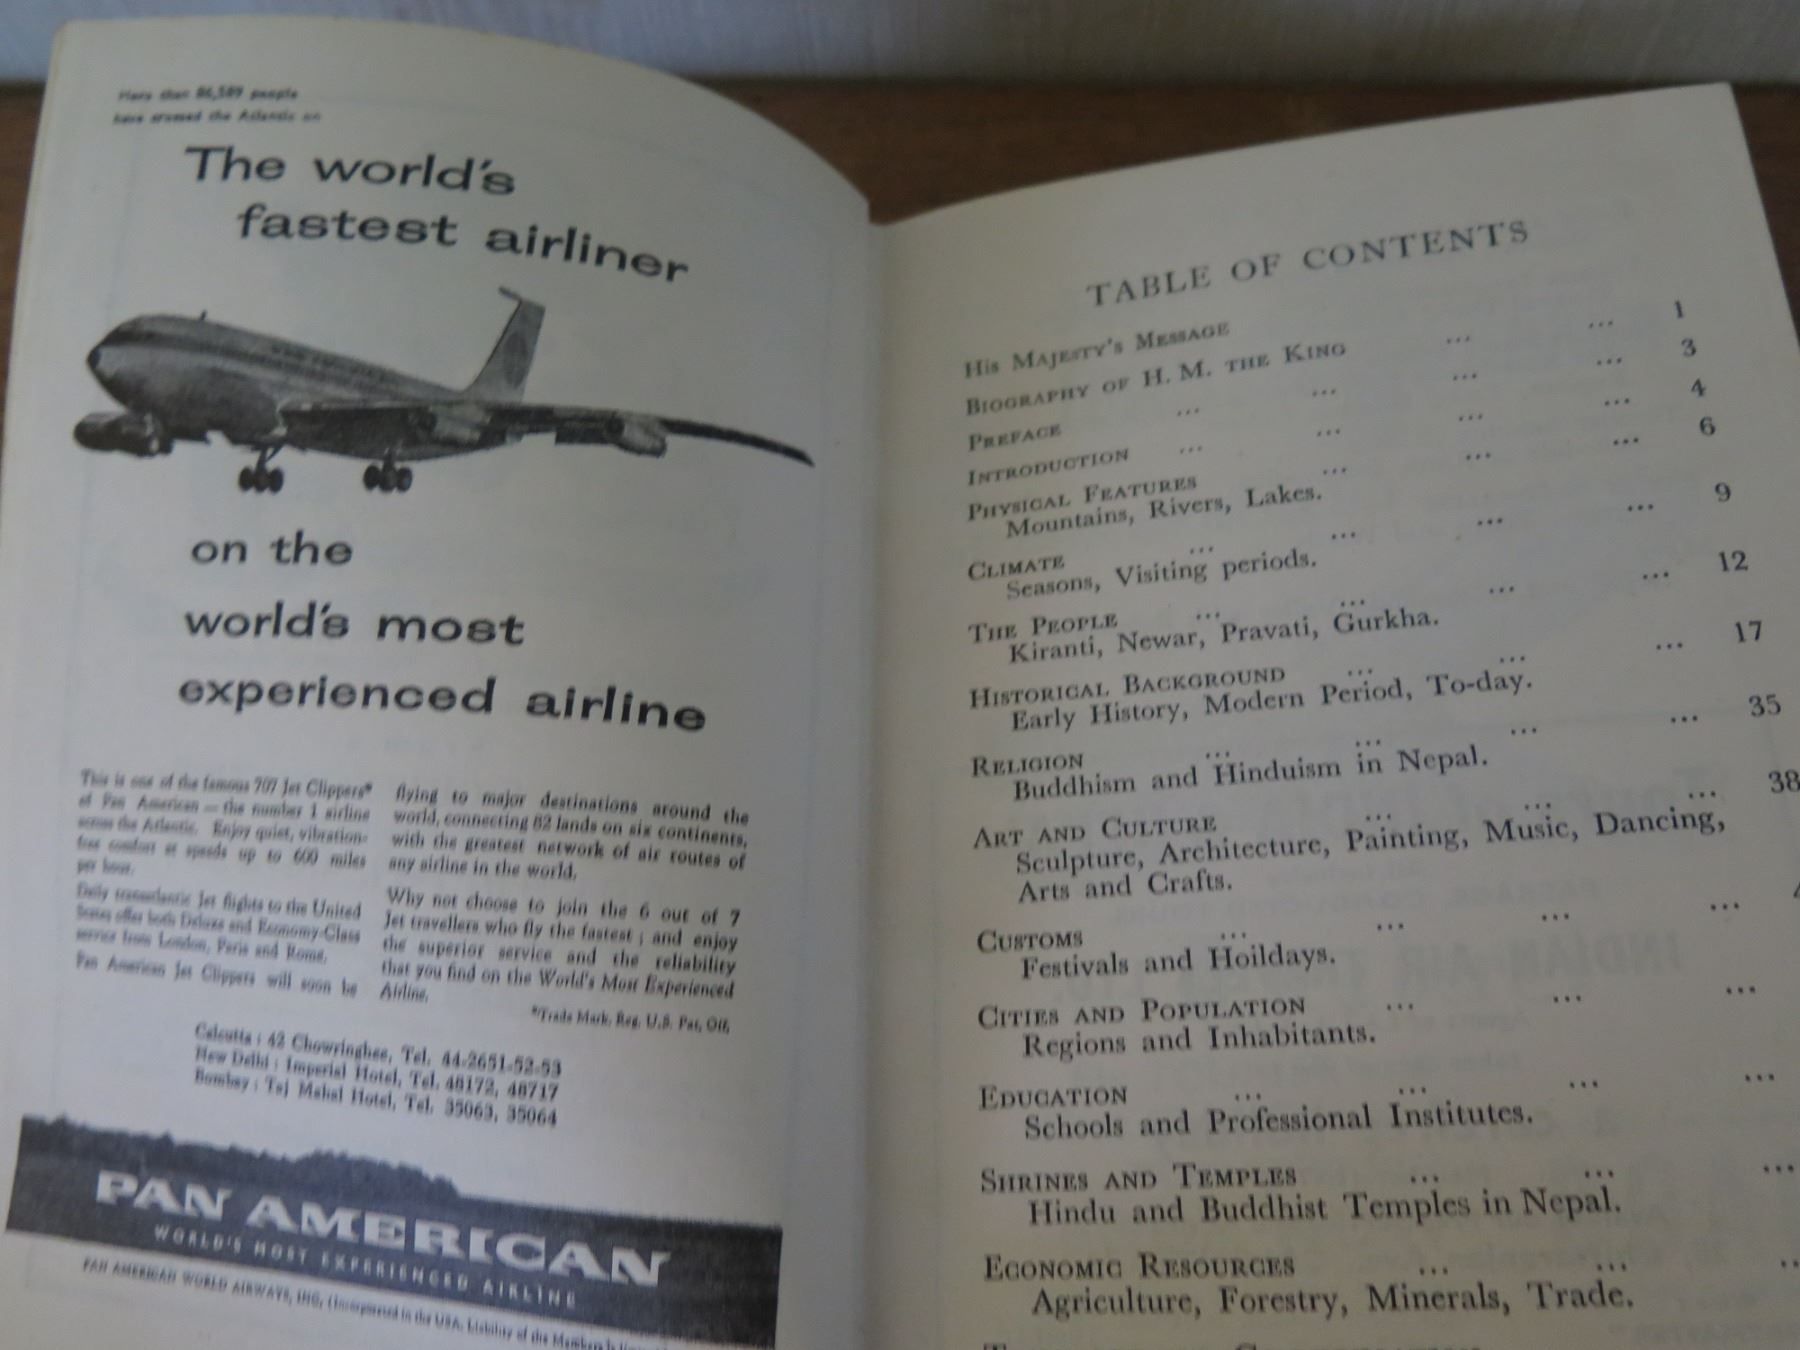 More than 86,589 people
have crossed the Atlantic on
The world's
fastest airliner
on the
world's most
experienced airline
This is one of the famous 707 Jet Clippers*
of Pan American — the number 1 airline
across the Atlantic. Enjoy quiet, vibration-
free comfort at speeds up to 600 miles
per hour.
Daily transatlantic Jet flights to the United
States offer both Deluxe and Economy-Class
service from London, Paris and Rome.
Pan American Jet Clippers will soon be
flying to major destinations around the
world, connecting 82 lands on six continents,
with the greatest network of air routes of
any airline in the world.
Why not choose to join the 6 out of 7
Jet travellers who fly the fastest ; and enjoy
the superior service and the reliability
that you find on the World's Most Experienced
Airline.
*Trade Mark, Reg. U.S. Pat. Off.
Calcutta : 42 Chowringhee, Tel. 44-2651-52-53
New Delhi : Imperial Hotel, Tel. 48172, 48717
Bombay : Taj Mahal Hotel, Tel. 35063, 35064
PAN AMERICAN
WORLD'S MOST EXPERIENCED AIRLINE
PAN AMERICAN WORLD AIRWAYS, INC. (Incorporated in the USA. Liability of the Members is
TABLE OF CONTENTS
His Majesty's Message ... ... 1
Biography of H. M. the King ... ... 3
Preface ... ... ... ... 4
Introduction ... ... ... ... 6
Physical Features ... ... ... 9
Mountains, Rivers, Lakes.
Climate ... ... ... ... 12
Seasons, Visiting periods.
The People ... ... ... ... 17
Kiranti, Newar, Pravati, Gurkha.
Historical Background ... ... ... 35
Early History, Modern Period, To-day.
Religion ... ... ... ... 38
Buddhism and Hinduism in Nepal.
Art and Culture ... ... ...
Sculpture, Architecture, Painting, Music, Dancing,
Arts and Crafts.
Customs ... ... ... ...
Festivals and Hoildays.
Cities and Population ... ... ...
Regions and Inhabitants.
Education ... ... ... ...
Schools and Professional Institutes.
Shrines and Temples ... ... ...
Hindu and Buddhist Temples in Nepal.
Economic Resources ... ... ...
Agriculture, Forestry, Minerals, Trade.